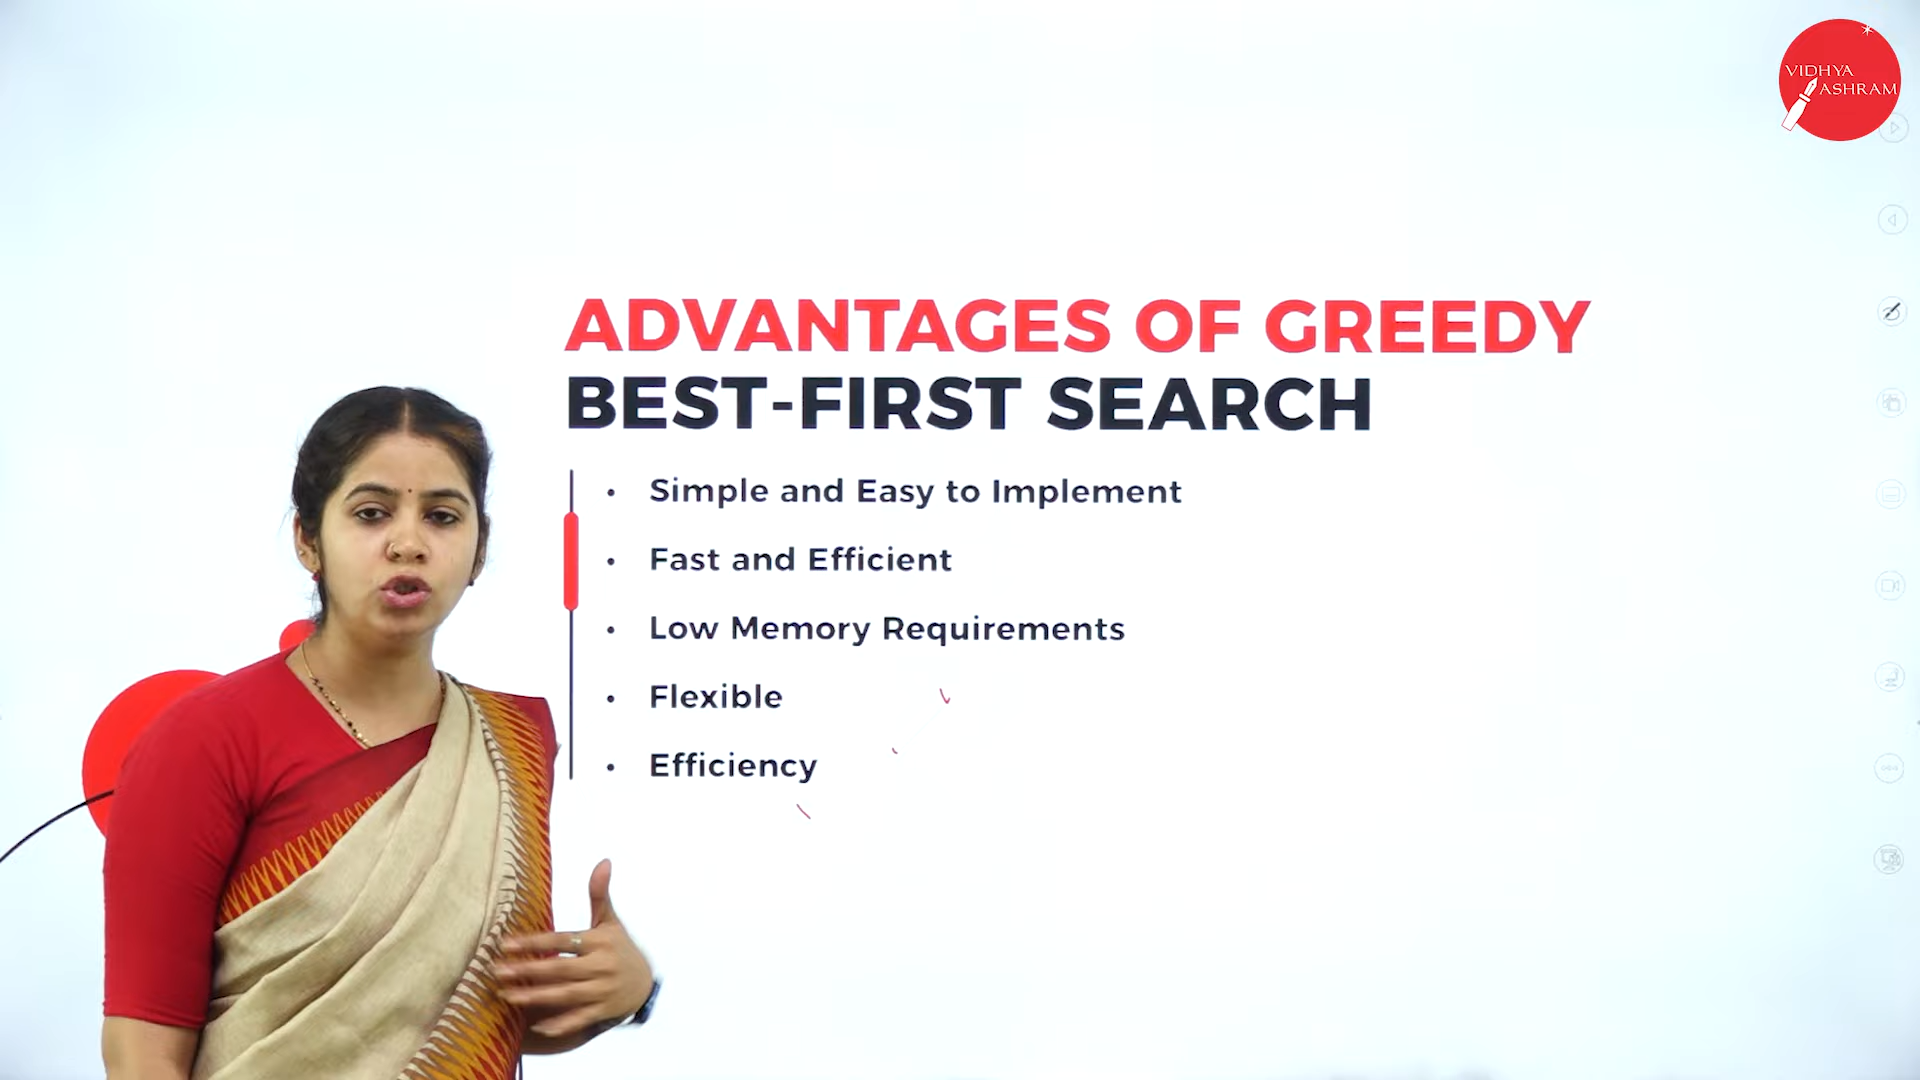 VIDHYA
ASHRAM
ADVANTAGES OF GREEDY
BEST-FIRST SEARCH
• Simple and Easy to Implement
• Fast and Efficient
• Low Memory Requirements
• Flexible
• Efficiency